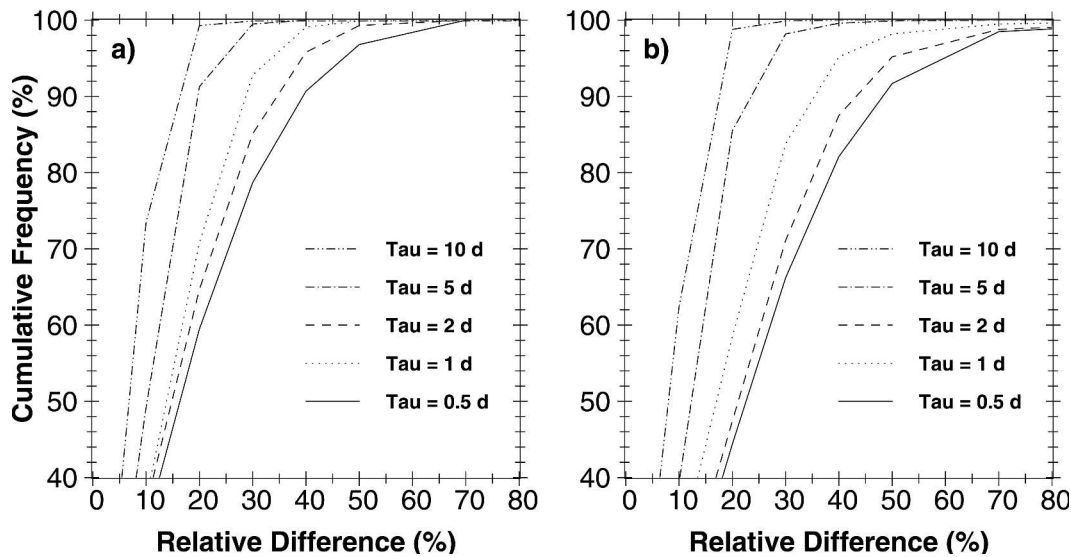 a)
100
90
80
70
60
50
40
Cumulative Frequency (%)
Tau = 10 d
Tau = 5 d
Tau = 2 d
Tau = 1 d
Tau = 0.5 d
0 10 20 30 40 50 60 70 80
Relative Difference (%)
b)
100
90
80
70
60
50
40
Tau = 10 d
Tau = 5 d
Tau = 2 d
Tau = 1 d
Tau = 0.5 d
0 10 20 30 40 50 60 70 80
Relative Difference (%)